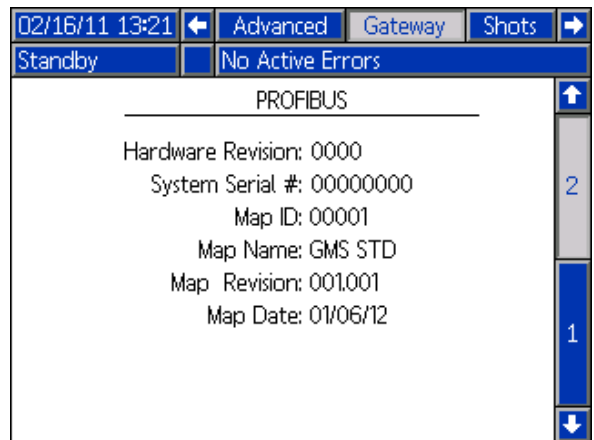 02/16/11 13:21 Advanced Gateway Shots
Standby No Active Errors
PROFIBUS
Hardware Revision: 0000
System Serial #: 00000000
Map ID: 00001
Map Name: GMS STD
Map Revision: 001.001
Map Date: 01/06/12
2
1